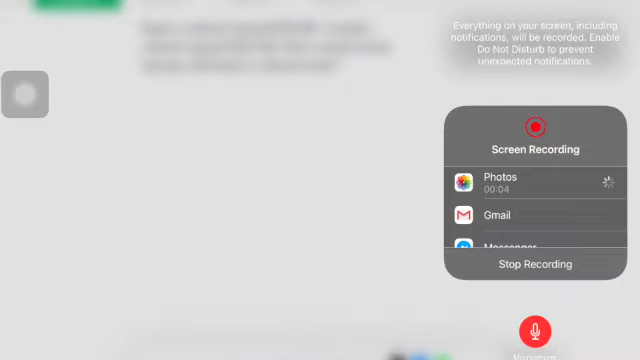 Everything on your screen, including
notifications, will be recorded. Enable
Do Not Disturb to prevent
unexpected notifications.
Screen Recording
Photos
00:04
Gmail
Messenger
Stop Recording
Microphone